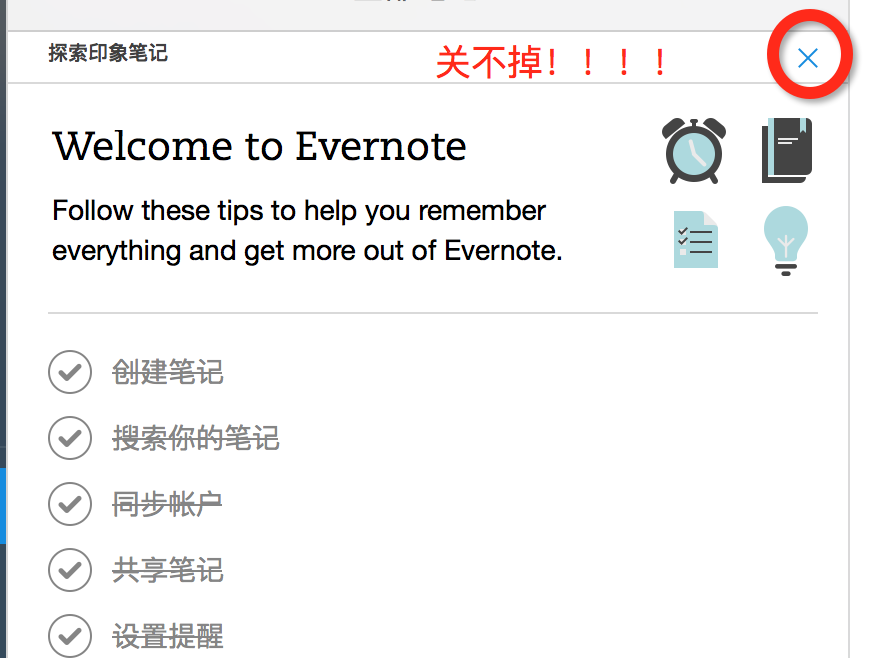 探索印象笔记
关不掉！！！！
Welcome to Evernote
Follow these tips to help you remember
everything and get more out of Evernote.
创建笔记
搜索你的笔记
同步帐户
共享笔记
设置提醒